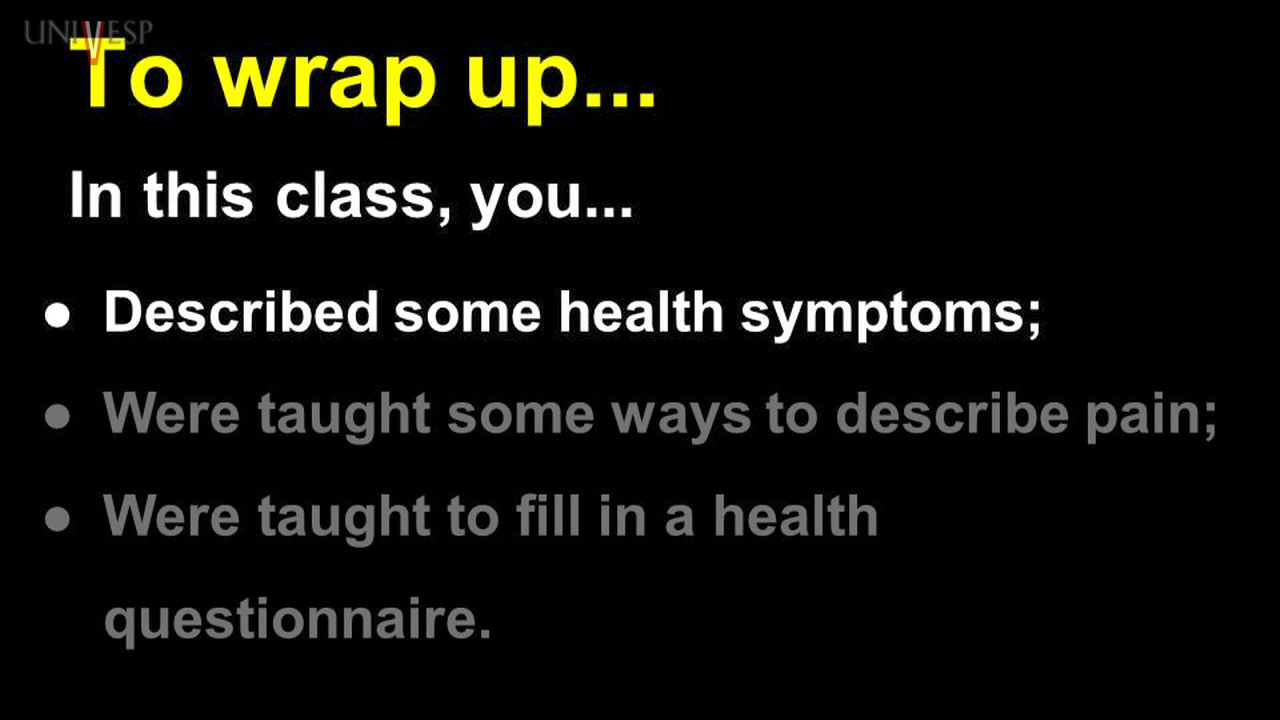 UNIVESP
To wrap up...
In this class, you...
● Described some health symptoms;
● Were taught some ways to describe pain;
● Were taught to fill in a health
questionnaire.